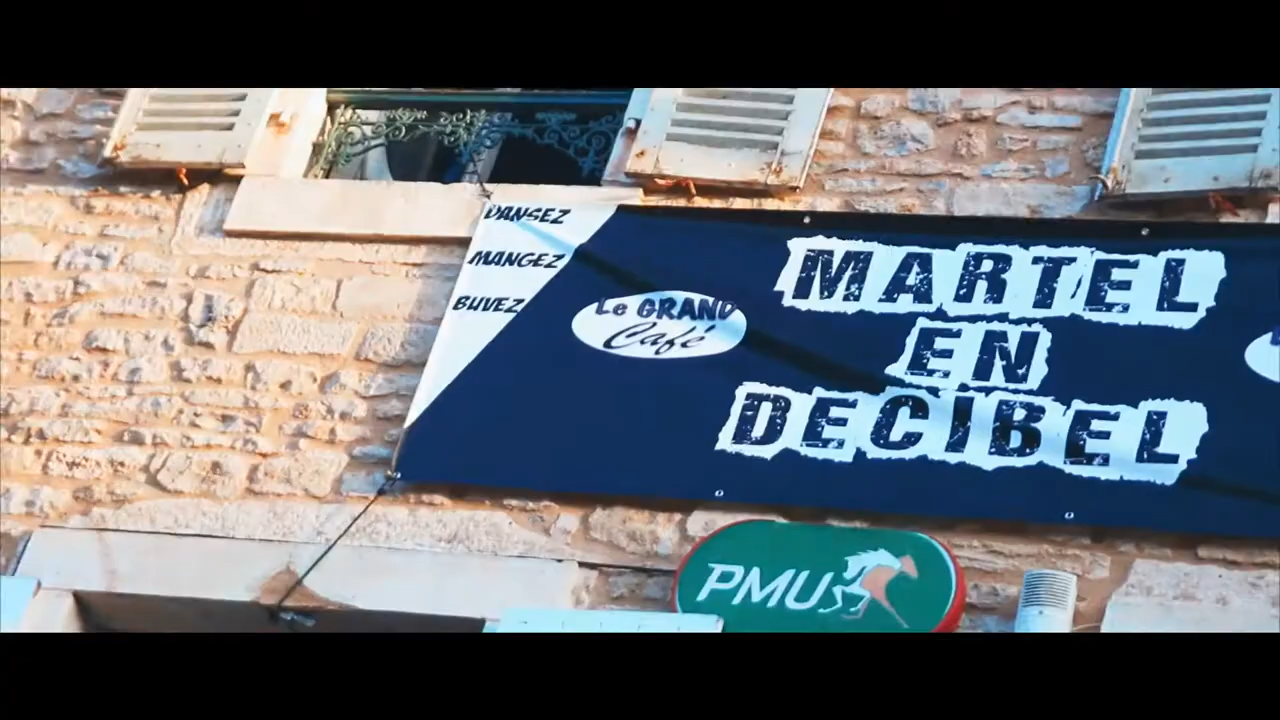 DANSEZ
MANGEZ
BUVEZ
Le GRAND
Café
MARTEL
EN
DECIBEL
PMU